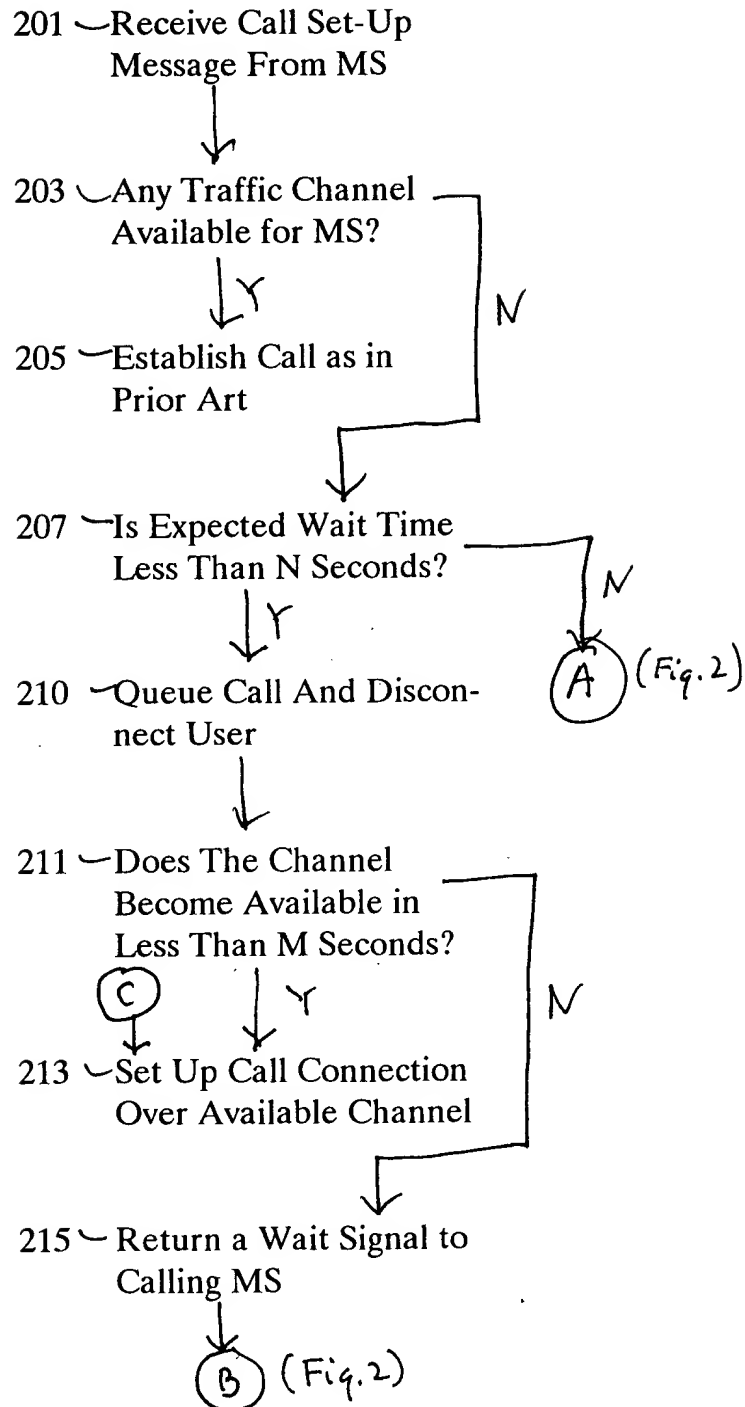 201 Receive Call Set-Up
Message From MS
203 Any Traffic Channel
Available for MS?
Y
N
205 Establish Call as in
Prior Art
207 Is Expected Wait Time
Less Than N Seconds?
Y
N
A (Fig. 2)
210 Queue Call And Discon-
nect User
211 Does The Channel
Become Available in
Less Than M Seconds?
C
Y
N
213 Set Up Call Connection
Over Available Channel
215 Return a Wait Signal to
Calling MS
B (Fig. 2)